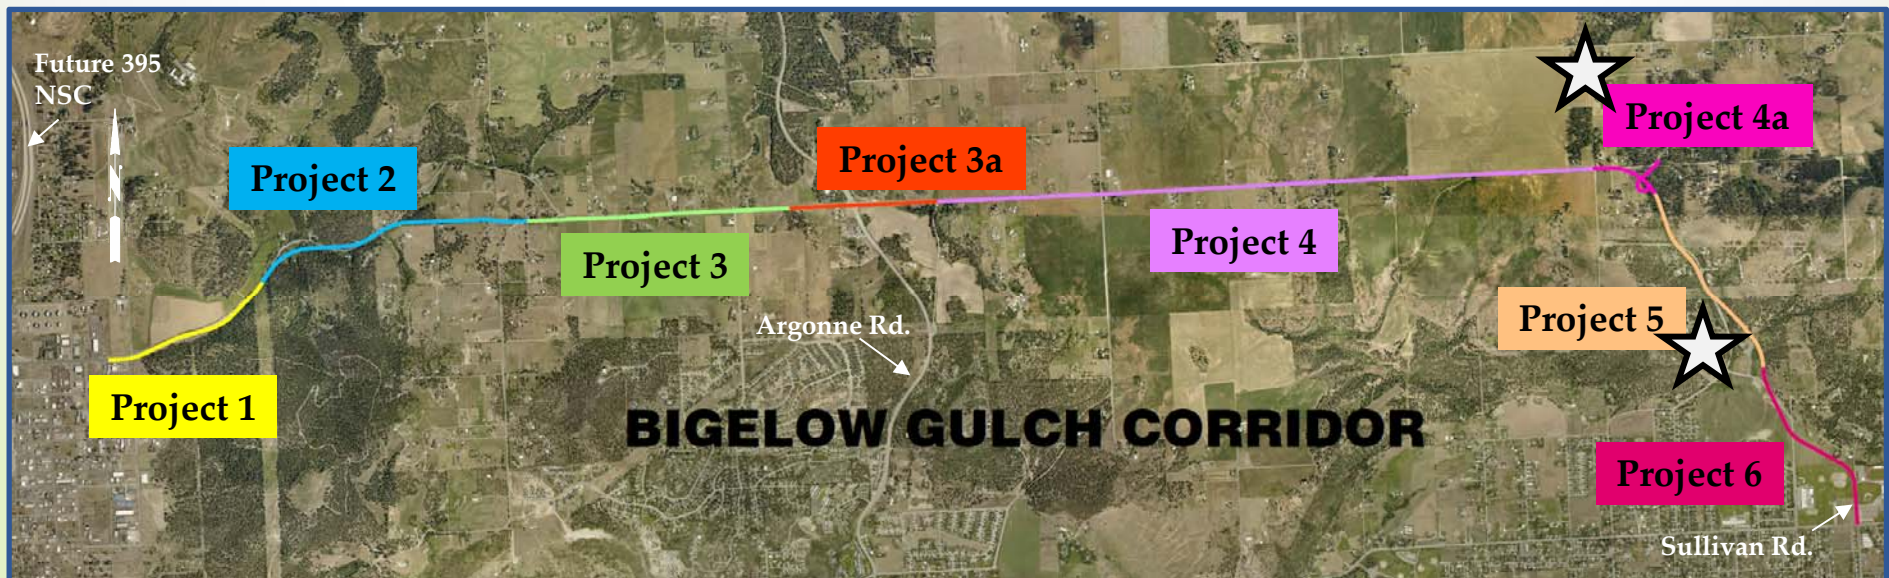 Future 395
NSC
N
Project 4a
Project 3a
Project 2
Project 4
Project 3
Project 5
Argonne Rd.
Project 1
BIGELOW GULCH CORRIDOR
Project 6
Sullivan Rd.